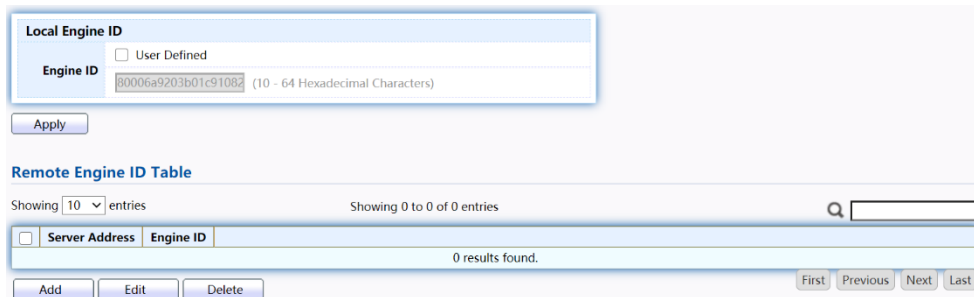 Local Engine ID
User Defined
Engine ID
80006a9203b01c91082 (10 - 64 Hexadecimal Characters)
Apply
Remote Engine ID Table
Showing 10 entries Showing 0 to 0 of 0 entries
Server Address Engine ID
0 results found.
Add Edit Delete First Previous Next Last